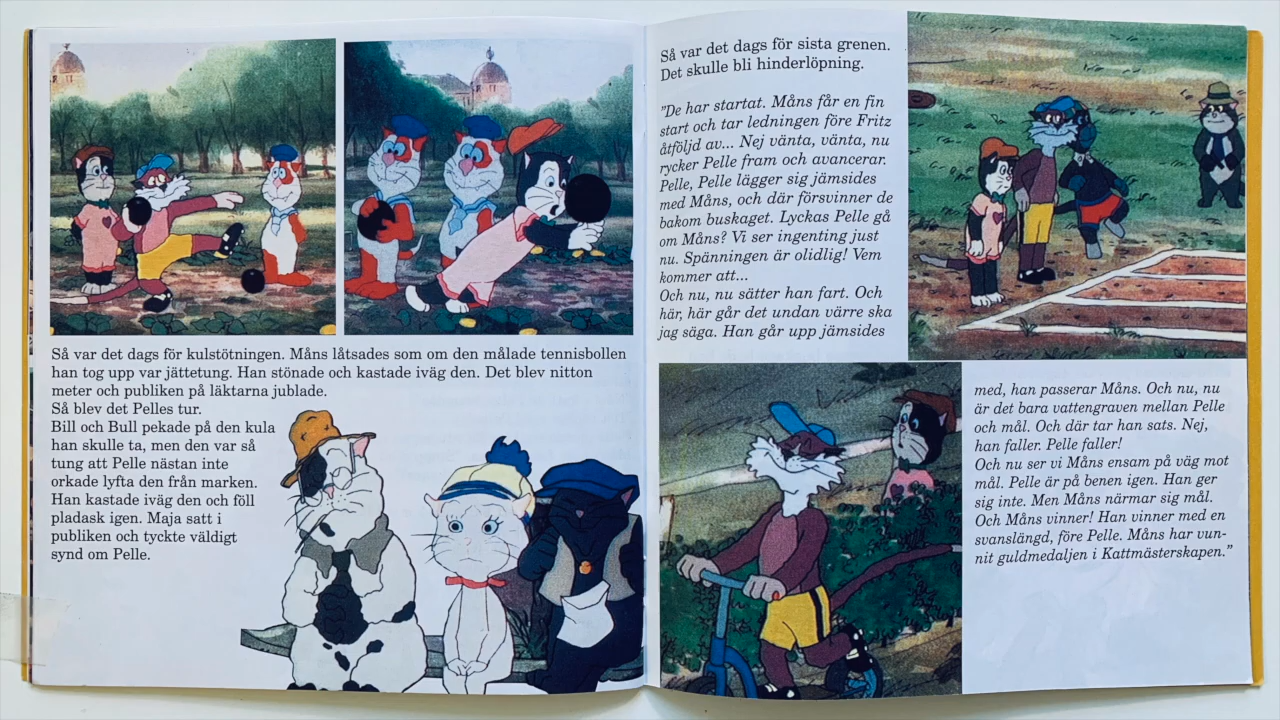 Så var det dags för kulstötningen. Måns låtsades som om den målade tennisbollen
han tog upp var jättetung. Han stönade och kastade iväg den. Det blev nitton
meter och publiken på läktarna jublade.
Så blev det Pelles tur.
Bill och Bull pekade på den kula
han skulle ta, men den var så
tung att Pelle nästan inte
orkade lyfta den från marken.
Han kastade iväg den och föll
pladask igen. Maja satt i
publiken och tyckte väldigt
synd om Pelle.
Så var det dags för sista grenen.
Det skulle bli hinderlöpning.
”De har startat. Måns får en fin
start och tar ledningen före Fritz
åtföljd av... Nej vänta, vänta, nu
rycker Pelle fram och avancerar.
Pelle, Pelle lägger sig jämsides
med Måns, och där försvinner de
bakom buskaget. Lyckas Pelle gå
om Måns? Vi ser ingenting just
nu. Spänningen är olidlig! Vem
kommer att...
Och nu, nu sätter han fart. Och
här, här går det undan värre ska
jag säga. Han går upp jämsides
med, han passerar Måns. Och nu, nu
är det bara vattengraven mellan Pelle
och mål. Och där tar han sats. Nej,
han faller. Pelle faller!
Och nu ser vi Måns ensam på väg mot
mål. Pelle är på benen igen. Han ger
sig inte. Men Måns närmar sig mål.
Och Måns vinner! Han vinner med en
svanslängd, före Pelle. Måns har vun-
nit guldmedaljen i Kattmästerskapen.”